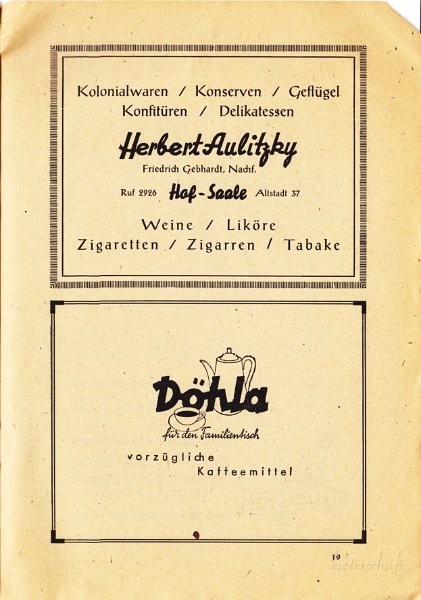 Kolonialwaren / Konserven / Geflügel
Konfitüren / Delikatessen
Herbert Aulitzky
Friedrich Gebhardt, Nachf.
Ruf 2926 Hof-Saale Altstadt 37
Weine / Liköre
Zigaretten / Zigarren / Tabake
Döhla
für den Familientisch
vorzügliche
Kaffeemittel
19